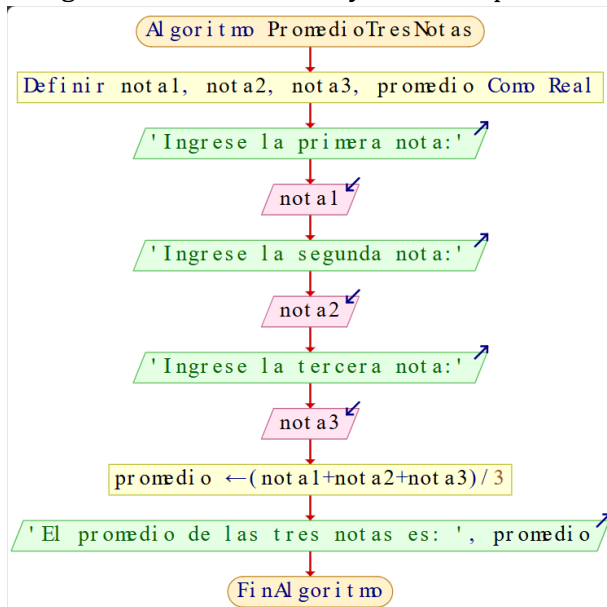 Algoritmo PromedioTresNotas
Definir nota1, nota2, nota3, promedio Como Real
'Ingrese la primera nota:'
nota1
'Ingrese la segunda nota:'
nota2
'Ingrese la tercera nota:'
nota3
promedio ←(nota1+nota2+nota3)/3
'El promedio de las tres notas es: ', promedio
FinAlgoritmo